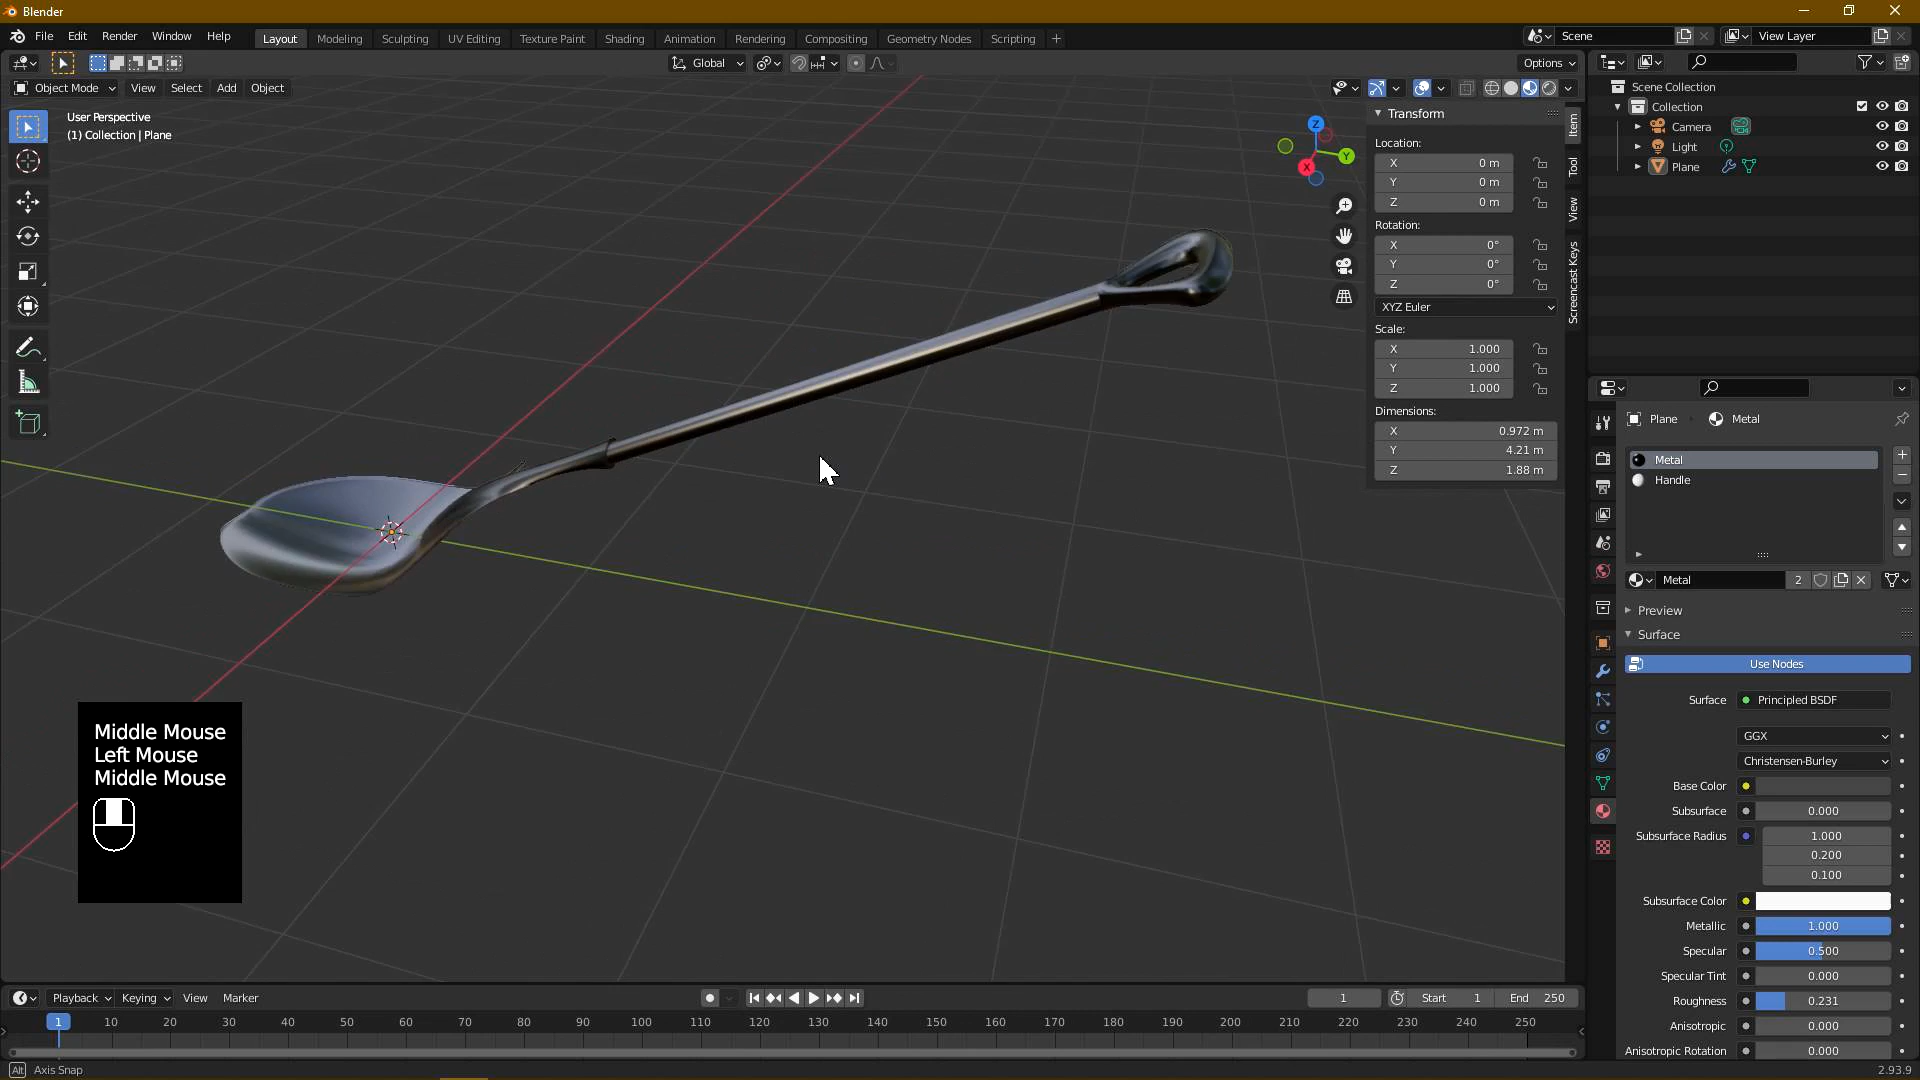 Blender
File Edit Render Window Help
Layout Modeling Sculpting UV Editing Texture Paint Shading Animation Rendering Compositing Geometry Nodes Scripting
Scene
View Layer
Global
Options
Object Mode View Select Add Object
User Perspective
(1) Collection | Plane
Z
Y
X
Transform
Location:
X 0 m
Y 0 m
Z 0 m
Rotation:
X 0°
Y 0°
Z 0°
XYZ Euler
Scale:
X 1.000
Y 1.000
Z 1.000
Dimensions:
X 0.972 m
Y 4.21 m
Z 1.88 m
Item
Tool
View
Screencast Keys
Scene Collection
Collection
Camera
Light
Plane
Plane Metal
Metal
Handle
Metal 2
Preview
Surface
Use Nodes
Surface Principled BSDF
GGX
Christensen-Burley
Base Color
Subsurface 0.000
Subsurface Radius 1.000
0.200
0.100
Subsurface Color
Metallic 1.000
Specular 0.500
Specular Tint 0.000
Roughness 0.231
Anisotropic 0.000
Anisotropic Rotation 0.000
Middle Mouse
Left Mouse
Middle Mouse
Playback Keying View Marker
1 Start 1 End 250
1 10 20 30 40 50 60 70 80 90 100 110 120 130 140 150 160 170 180 190 200 210 220 230 240 250
Alt Axis Snap
2.93.9